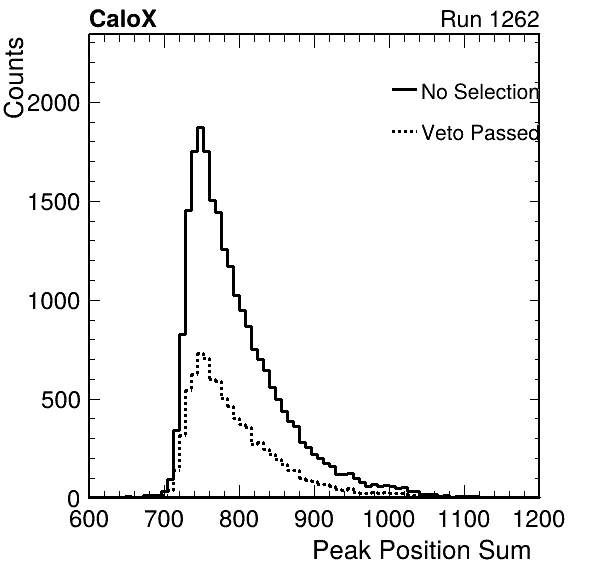 CaloX Run 1262
Counts
No Selection
Veto Passed
2000
1500
1000
500
0
600 700 800 900 1000 1100 1200
Peak Position Sum